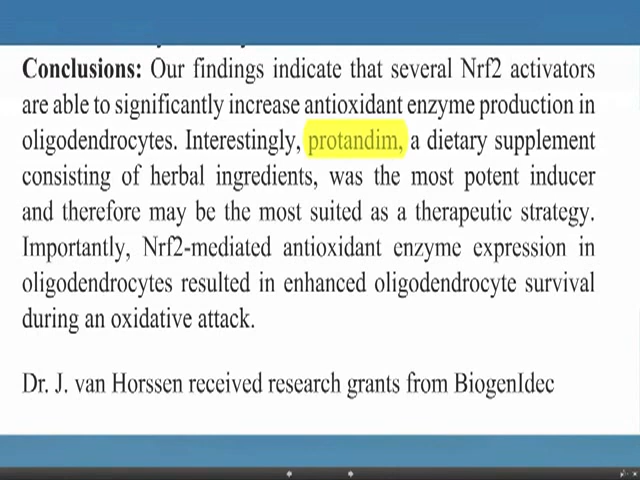 Conclusions: Our findings indicate that several Nrf2 activators
are able to significantly increase antioxidant enzyme production in
oligodendrocytes. Interestingly, protandim, a dietary supplement
consisting of herbal ingredients, was the most potent inducer
and therefore may be the most suited as a therapeutic strategy.
Importantly, Nrf2-mediated antioxidant enzyme expression in
oligodendrocytes resulted in enhanced oligodendrocyte survival
during an oxidative attack.
Dr. J. van Horssen received research grants from BiogenIdec